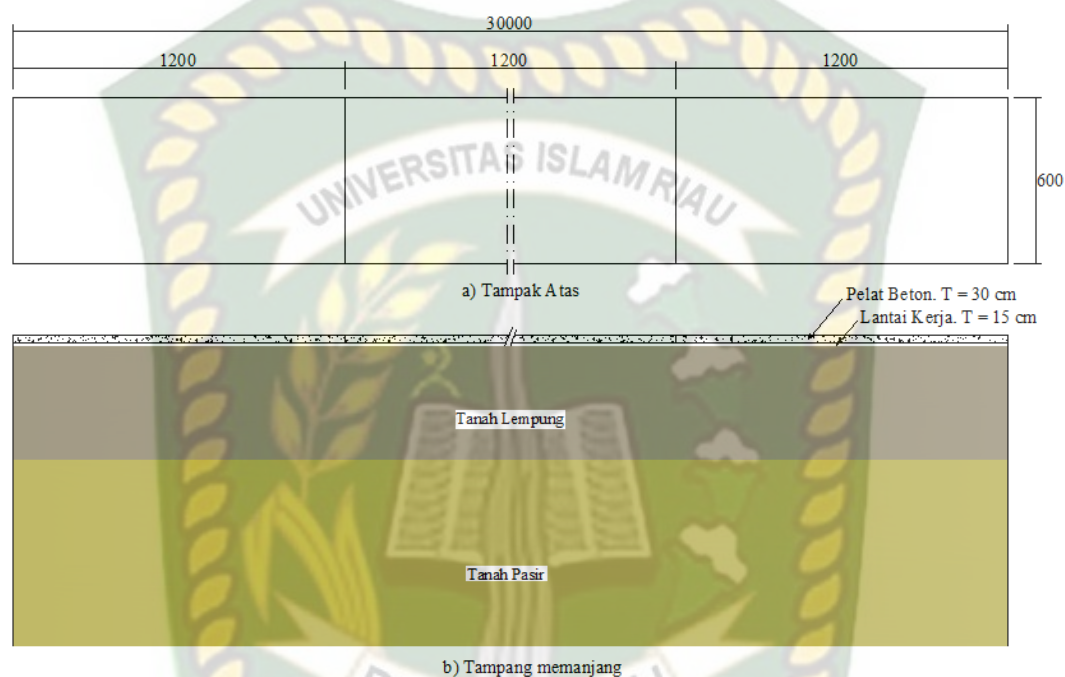 30000
1200 1200 1200
UNIVERSITAS ISLAM RIAU
600
a) Tampak Atas
Pelat Beton. T = 30 cm
Lantai Kerja. T = 15 cm
Tanah Lempung
Tanah Pasir
b) Tampang memanjang